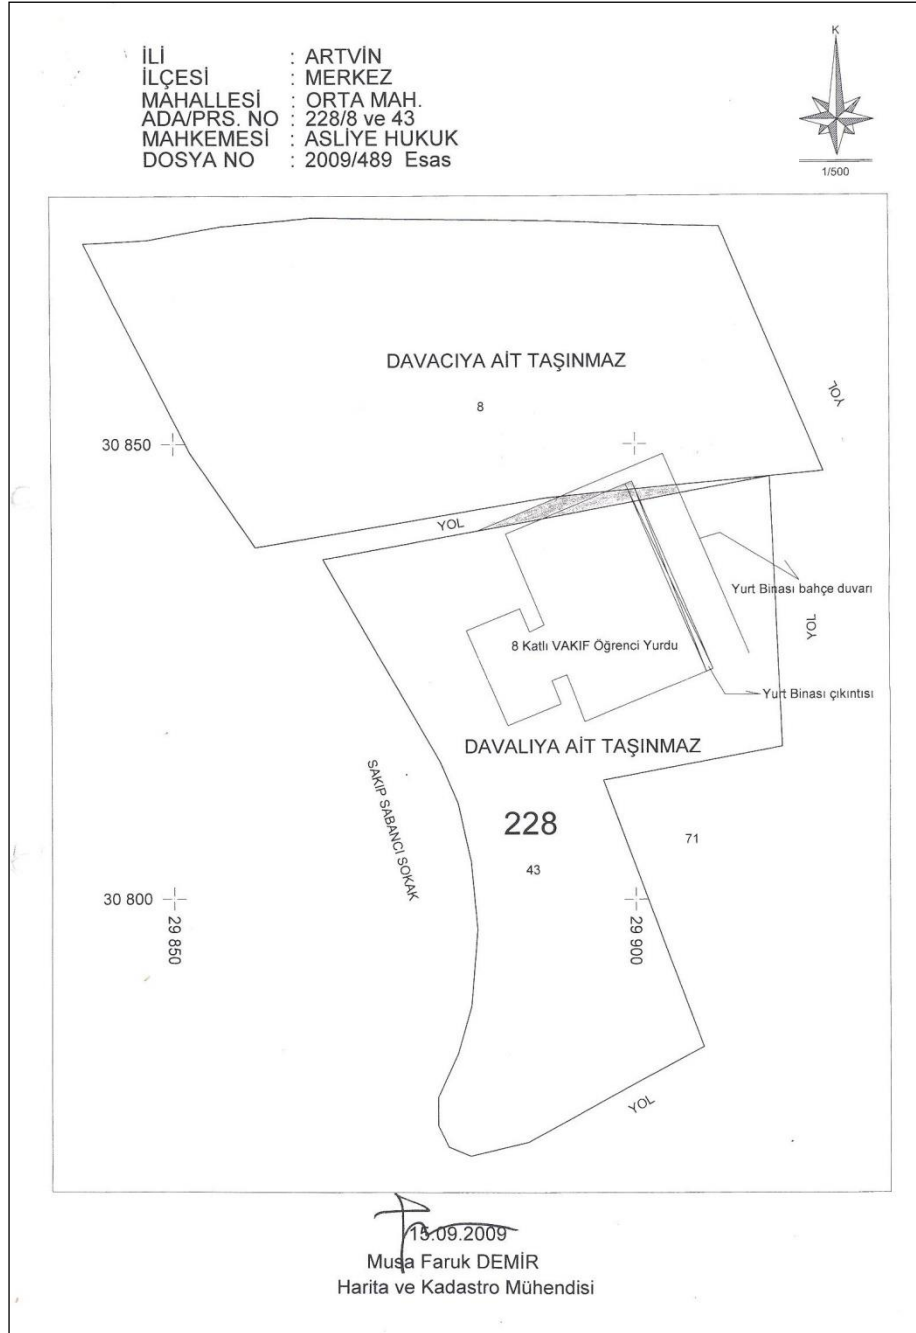 İLİ : ARTVİN
İLÇESİ : MERKEZ
MAHALLESİ : ORTA MAH.
ADA/PRS. NO : 228/8 ve 43
MAHKEMESİ : ASLİYE HUKUK
DOSYA NO : 2009/489 Esas
K
1/500
DAVACIYA AİT TAŞINMAZ
8
YOL
30 850
YOL
Yurt Binası bahçe duvarı
YOL
8 Katlı VAKIF Öğrenci Yurdu
Yurt Binası çıkıntısı
DAVALIYA AİT TAŞINMAZ
SAKIP SABANCI SOKAK
228
71
43
30 800
29 850
29 900
YOL
15.09.2009
Musa Faruk DEMİR
Harita ve Kadastro Mühendisi